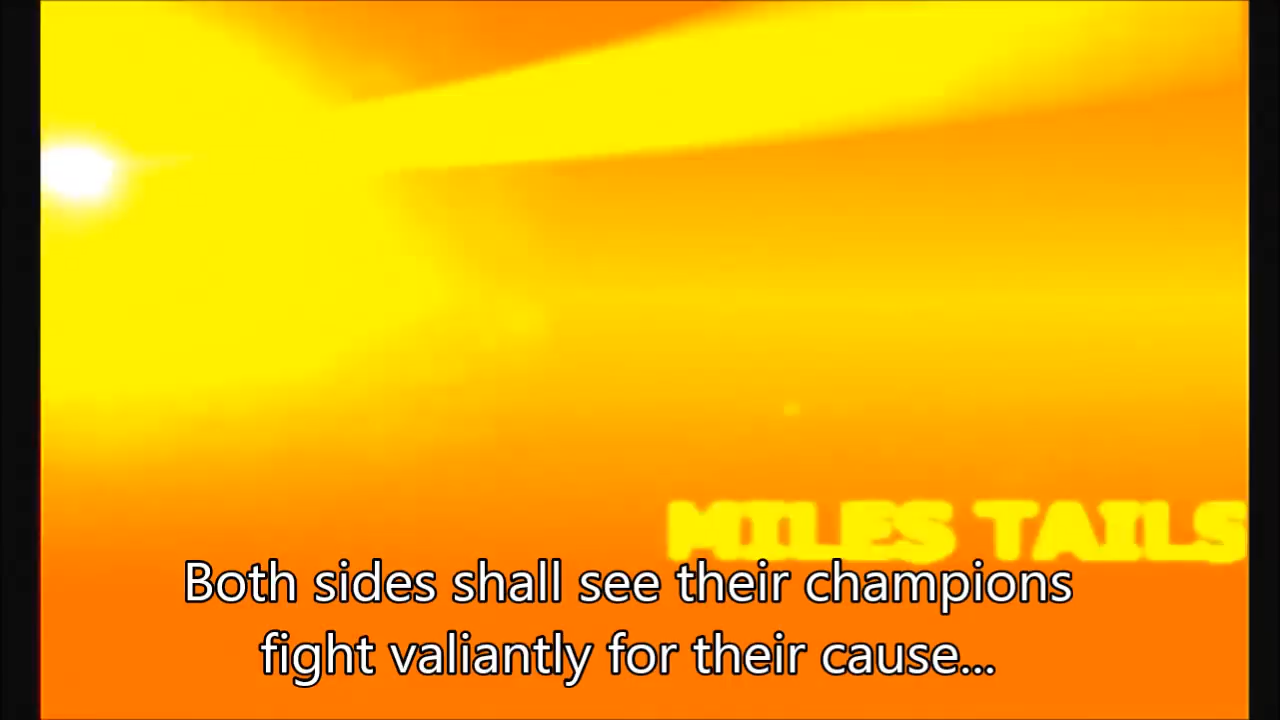 MILES TAILS
Both sides shall see their champions
fight valiantly for their cause...